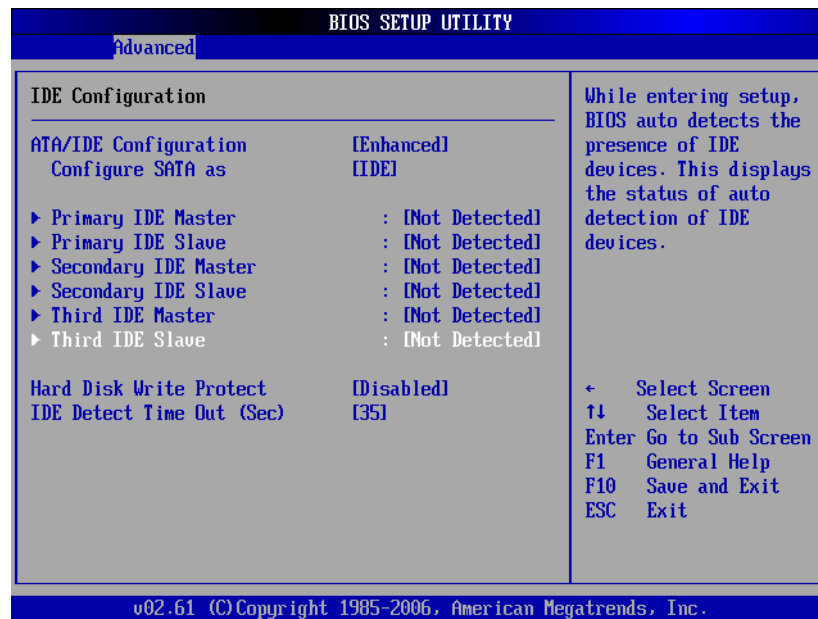 BIOS SETUP UTILITY
Advanced
IDE Configuration
ATA/IDE Configuration [Enhanced]
Configure SATA as [IDE]
▶ Primary IDE Master : [Not Detected]
▶ Primary IDE Slave : [Not Detected]
▶ Secondary IDE Master : [Not Detected]
▶ Secondary IDE Slave : [Not Detected]
▶ Third IDE Master : [Not Detected]
▶ Third IDE Slave : [Not Detected]
Hard Disk Write Protect [Disabled]
IDE Detect Time Out (Sec) [35]
While entering setup,
BIOS auto detects the
presence of IDE
devices. This displays
the status of auto
detection of IDE
devices.
← Select Screen
↑↓ Select Item
Enter Go to Sub Screen
F1 General Help
F10 Save and Exit
ESC Exit
v02.61 (C)Copyright 1985-2006, American Megatrends, Inc.